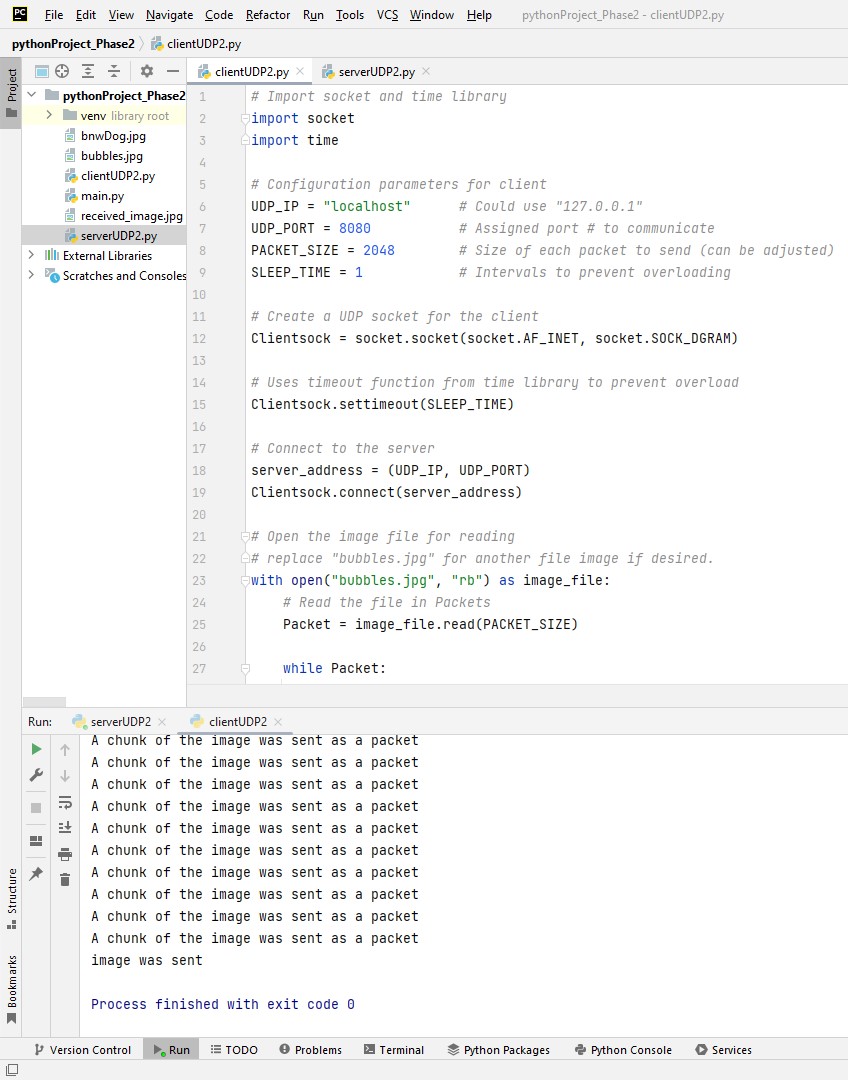 PC File Edit View Navigate Code Refactor Run Tools VCS Window Help pythonProject_Phase2 - clientUDP2.py
pythonProject_Phase2 clientUDP2.py
Project
pythonProject_Phase2
venv library root
bnwDog.jpg
bubbles.jpg
clientUDP2.py
main.py
received_image.jpg
serverUDP2.py
External Libraries
Scratches and Consoles
clientUDP2.py serverUDP2.py
1 # Import socket and time library
2 import socket
3 import time
4
5 # Configuration parameters for client
6 UDP_IP = "localhost" # Could use "127.0.0.1"
7 UDP_PORT = 8080 # Assigned port # to communicate
8 PACKET_SIZE = 2048 # Size of each packet to send (can be adjusted)
9 SLEEP_TIME = 1 # Intervals to prevent overloading
10
11 # Create a UDP socket for the client
12 Clientsock = socket.socket(socket.AF_INET, socket.SOCK_DGRAM)
13
14 # Uses timeout function from time library to prevent overload
15 Clientsock.settimeout(SLEEP_TIME)
16
17 # Connect to the server
18 server_address = (UDP_IP, UDP_PORT)
19 Clientsock.connect(server_address)
20
21 # Open the image file for reading
22 # replace "bubbles.jpg" for another file image if desired.
23 with open("bubbles.jpg", "rb") as image_file:
24 # Read the file in Packets
25 Packet = image_file.read(PACKET_SIZE)
26
27 while Packet:
Run: serverUDP2 clientUDP2
A chunk of the image was sent as a packet
A chunk of the image was sent as a packet
A chunk of the image was sent as a packet
A chunk of the image was sent as a packet
A chunk of the image was sent as a packet
A chunk of the image was sent as a packet
A chunk of the image was sent as a packet
A chunk of the image was sent as a packet
A chunk of the image was sent as a packet
A chunk of the image was sent as a packet
image was sent
Process finished with exit code 0
Structure
Bookmarks
Version Control Run TODO Problems Terminal Python Packages Python Console Services